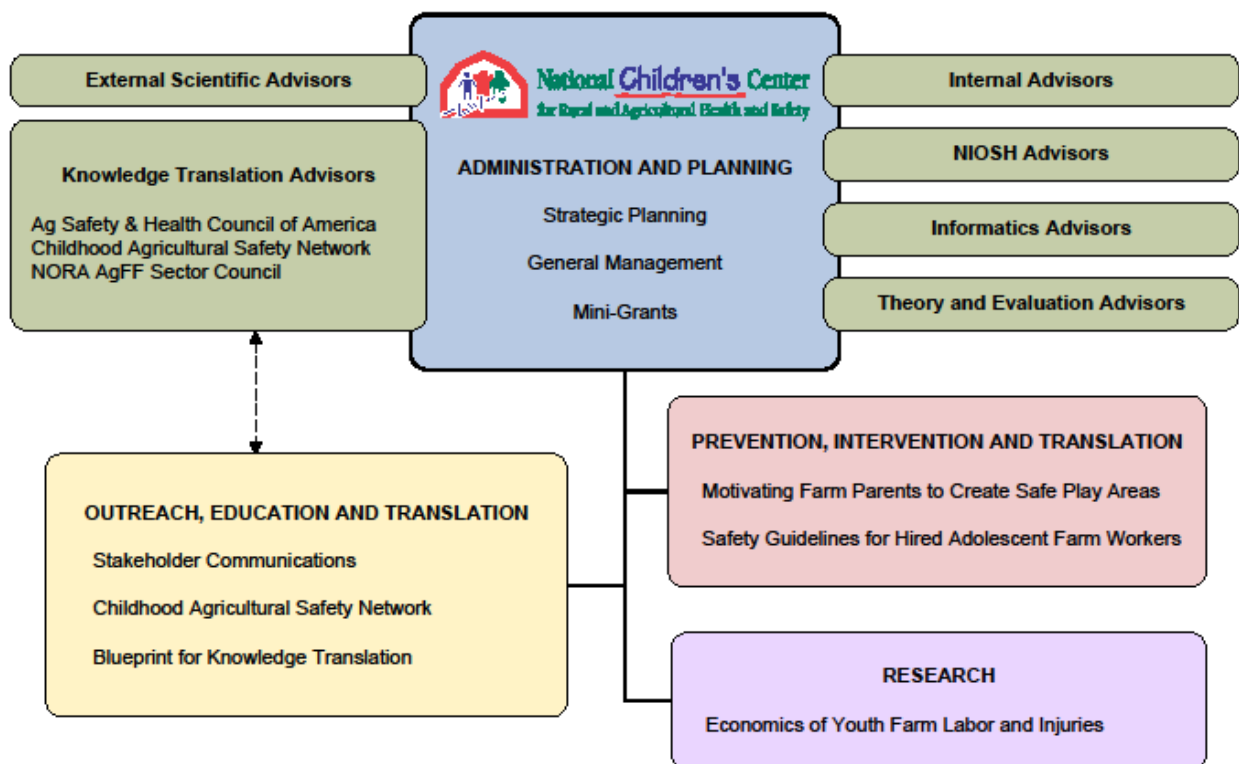 External Scientific Advisors
Knowledge Translation Advisors
Ag Safety & Health Council of America
Childhood Agricultural Safety Network
NORA AgFF Sector Council
National Children's Center
for Rural and Agricultural Health and Safety
ADMINISTRATION AND PLANNING
Strategic Planning
General Management
Mini-Grants
Internal Advisors
NIOSH Advisors
Informatics Advisors
Theory and Evaluation Advisors
OUTREACH, EDUCATION AND TRANSLATION
Stakeholder Communications
Childhood Agricultural Safety Network
Blueprint for Knowledge Translation
PREVENTION, INTERVENTION AND TRANSLATION
Motivating Farm Parents to Create Safe Play Areas
Safety Guidelines for Hired Adolescent Farm Workers
RESEARCH
Economics of Youth Farm Labor and Injuries